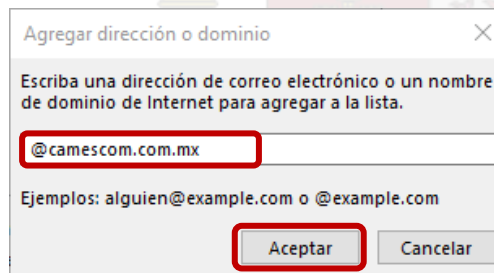 Agregar dirección o dominio
Escriba una dirección de correo electrónico o un nombre
de dominio de Internet para agregar a la lista.
@camescom.com.mx
Ejemplos: alguien@example.com o @example.com
Aceptar Cancelar